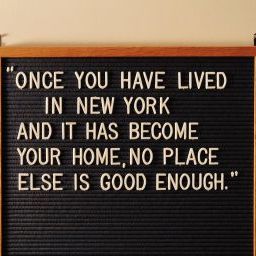 "ONCE YOU HAVE LIVED
IN NEW YORK
AND IT HAS BECOME
YOUR HOME, NO PLACE
ELSE IS GOOD ENOUGH."